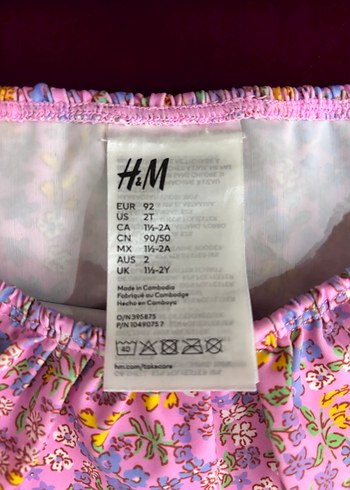 H&M
EUR 92
US 2T
CA 1½-2A
CN 90/50
MX 1½-2A
AUS 2
UK 1½-2Y
Made in Cambodia
Fabriqué au Cambodge
Hecho en Camboya
O/N 395875
P/N 1049075 7
40
hm.com/takecare